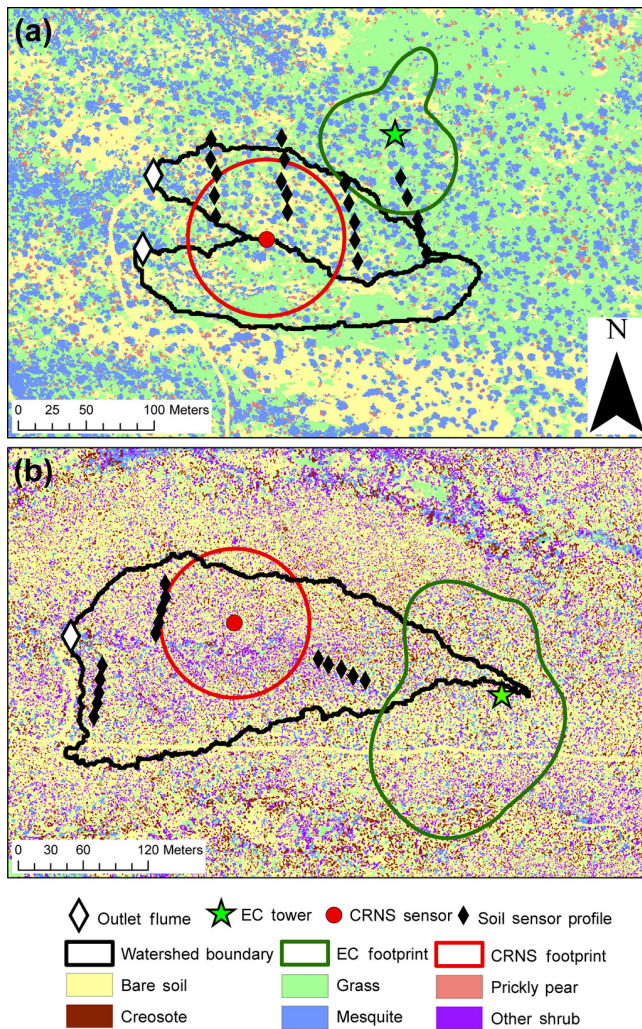 (a)
N
0 25 50 100 Meters
(b)
0 30 60 120 Meters
Outlet flume EC tower CRNS sensor Soil sensor profile
Watershed boundary EC footprint CRNS footprint
Bare soil Grass Prickly pear
Creosote Mesquite Other shrub